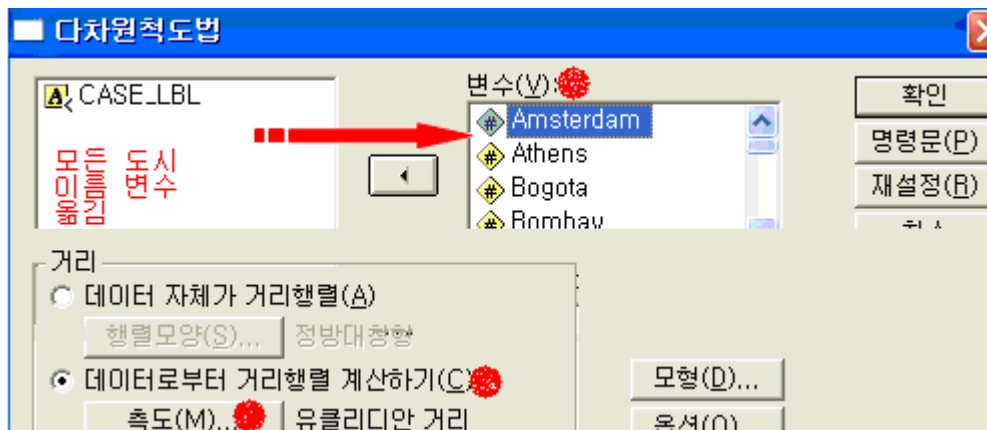 다차원척도법
CASE_LBL
모든 도시
이름 변수
옮김
변수(V):
Amsterdam
Athens
Bogota
Bombay
확인
명령문(P)
재설정(R)
거리
데이터 자체가 거리행렬(A)
행렬모양(S)... 정방대칭형
데이터로부터 거리행렬 계산하기(C)
측도(M)... 유클리디안 거리
모형(D)...
옵션(O)